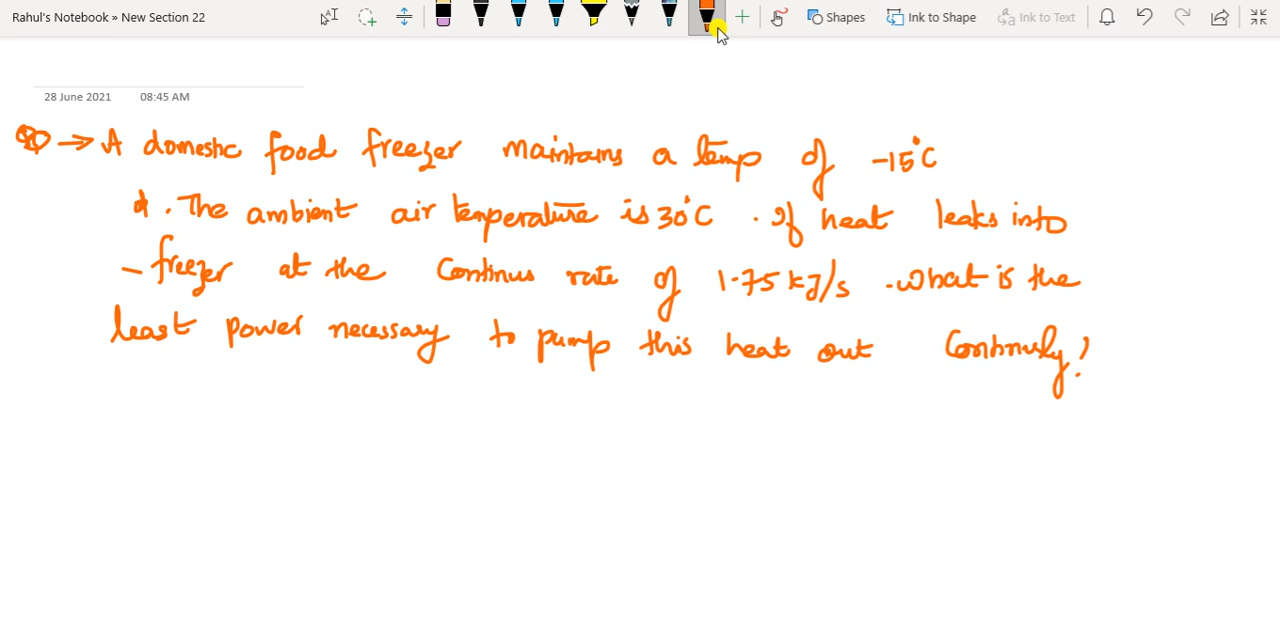 Rahul's Notebook » New Section 22
Shapes
Ink to Shape
Ink to Text
28 June 2021 08:45 AM
→ A domestic food freezer maintains a temp of -15°C
. The ambient air temperature is 30°C . If heat leaks into
- freezer at the Continus rate of 1.75 kJ/s . what is the
least power necessary to pump this heat out Continusly?